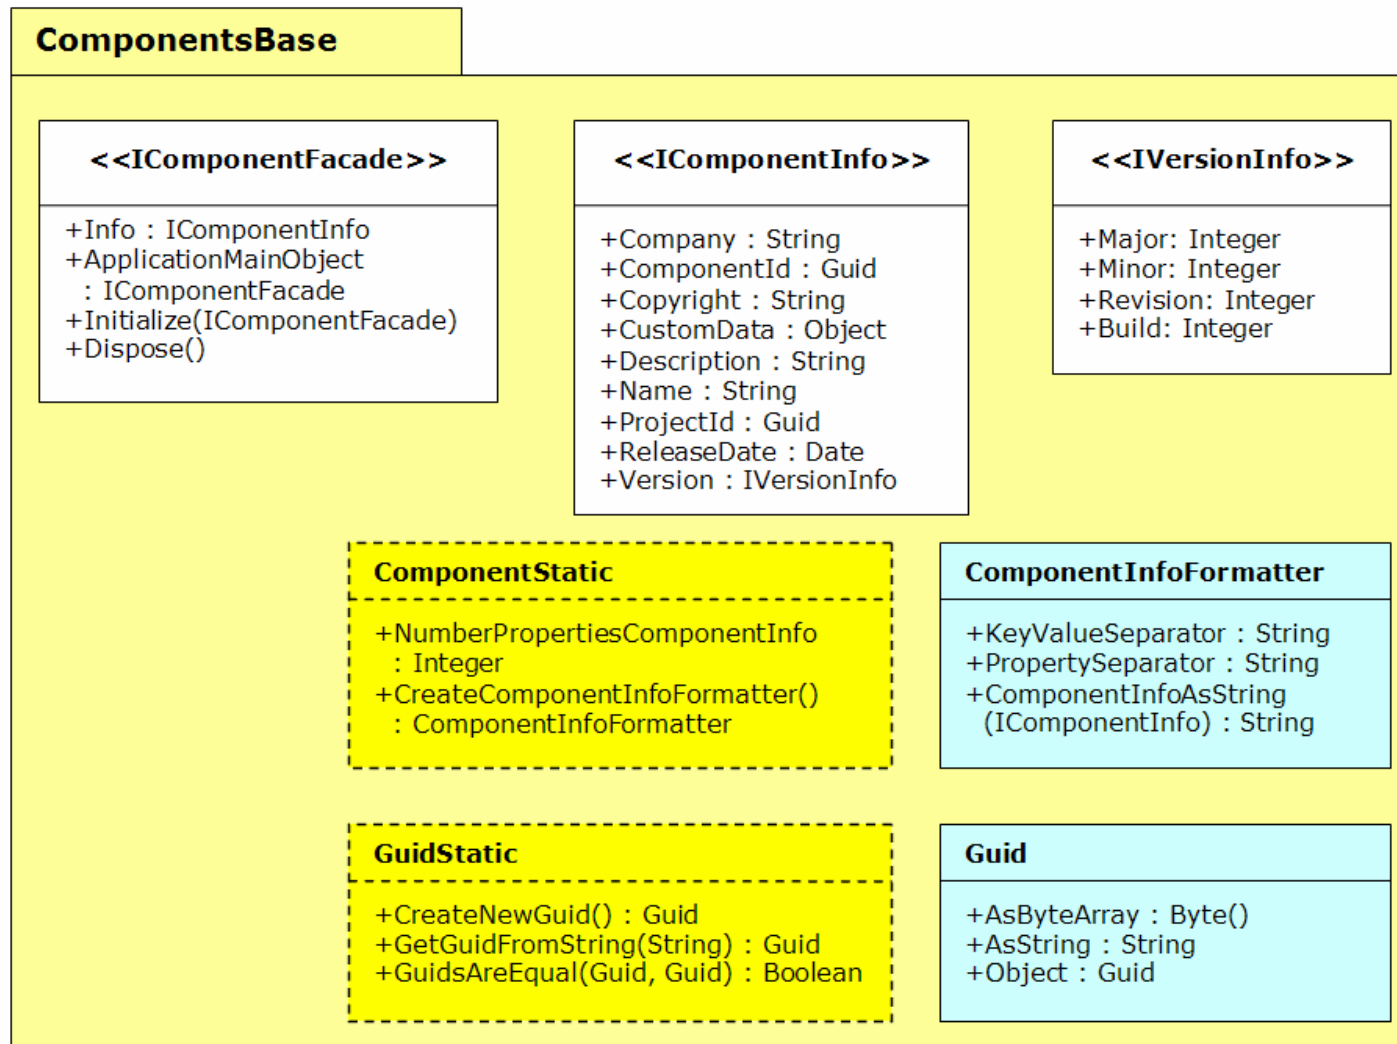 ComponentsBase
<<IComponentFacade>>
+Info : IComponentInfo
+ApplicationMainObject
: IComponentFacade
+Initialize(IComponentFacade)
+Dispose()
<<IComponentInfo>>
+Company : String
+ComponentId : Guid
+Copyright : String
+CustomData : Object
+Description : String
+Name : String
+ProjectId : Guid
+ReleaseDate : Date
+Version : IVersionInfo
<<IVersionInfo>>
+Major: Integer
+Minor: Integer
+Revision: Integer
+Build: Integer
ComponentStatic
+NumberPropertiesComponentInfo
: Integer
+CreateComponentInfoFormatter()
: ComponentInfoFormatter
ComponentInfoFormatter
+KeyValueSeparator : String
+PropertySeparator : String
+ComponentInfoAsString
(IComponentInfo) : String
GuidStatic
+CreateNewGuid() : Guid
+GetGuidFromString(String) : Guid
+GuidsAreEqual(Guid, Guid) : Boolean
Guid
+AsByteArray : Byte()
+AsString : String
+Object : Guid